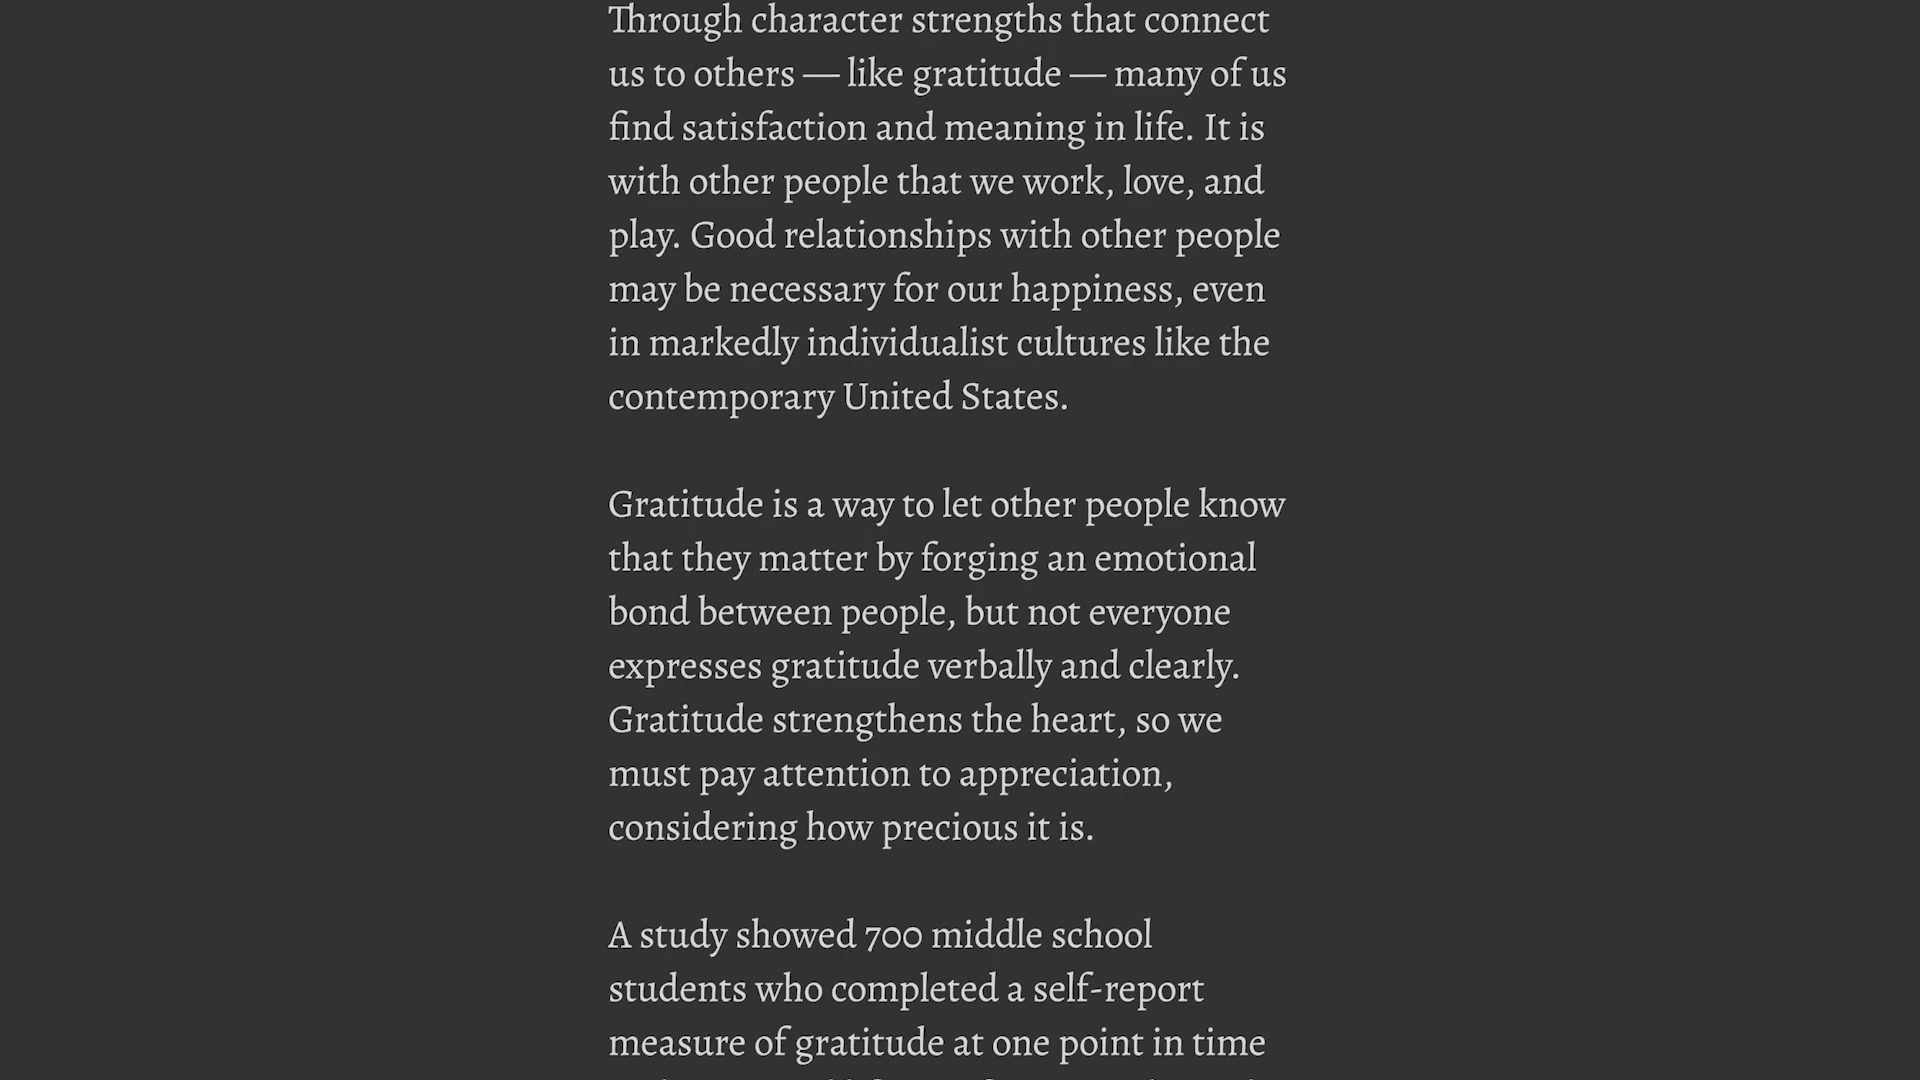 Through character strengths that connect
us to others — like gratitude — many of us
find satisfaction and meaning in life. It is
with other people that we work, love, and
play. Good relationships with other people
may be necessary for our happiness, even
in markedly individualist cultures like the
contemporary United States.
Gratitude is a way to let other people know
that they matter by forging an emotional
bond between people, but not everyone
expresses gratitude verbally and clearly.
Gratitude strengthens the heart, so we
must pay attention to appreciation,
considering how precious it is.
A study showed 700 middle school
students who completed a self-report
measure of gratitude at one point in time